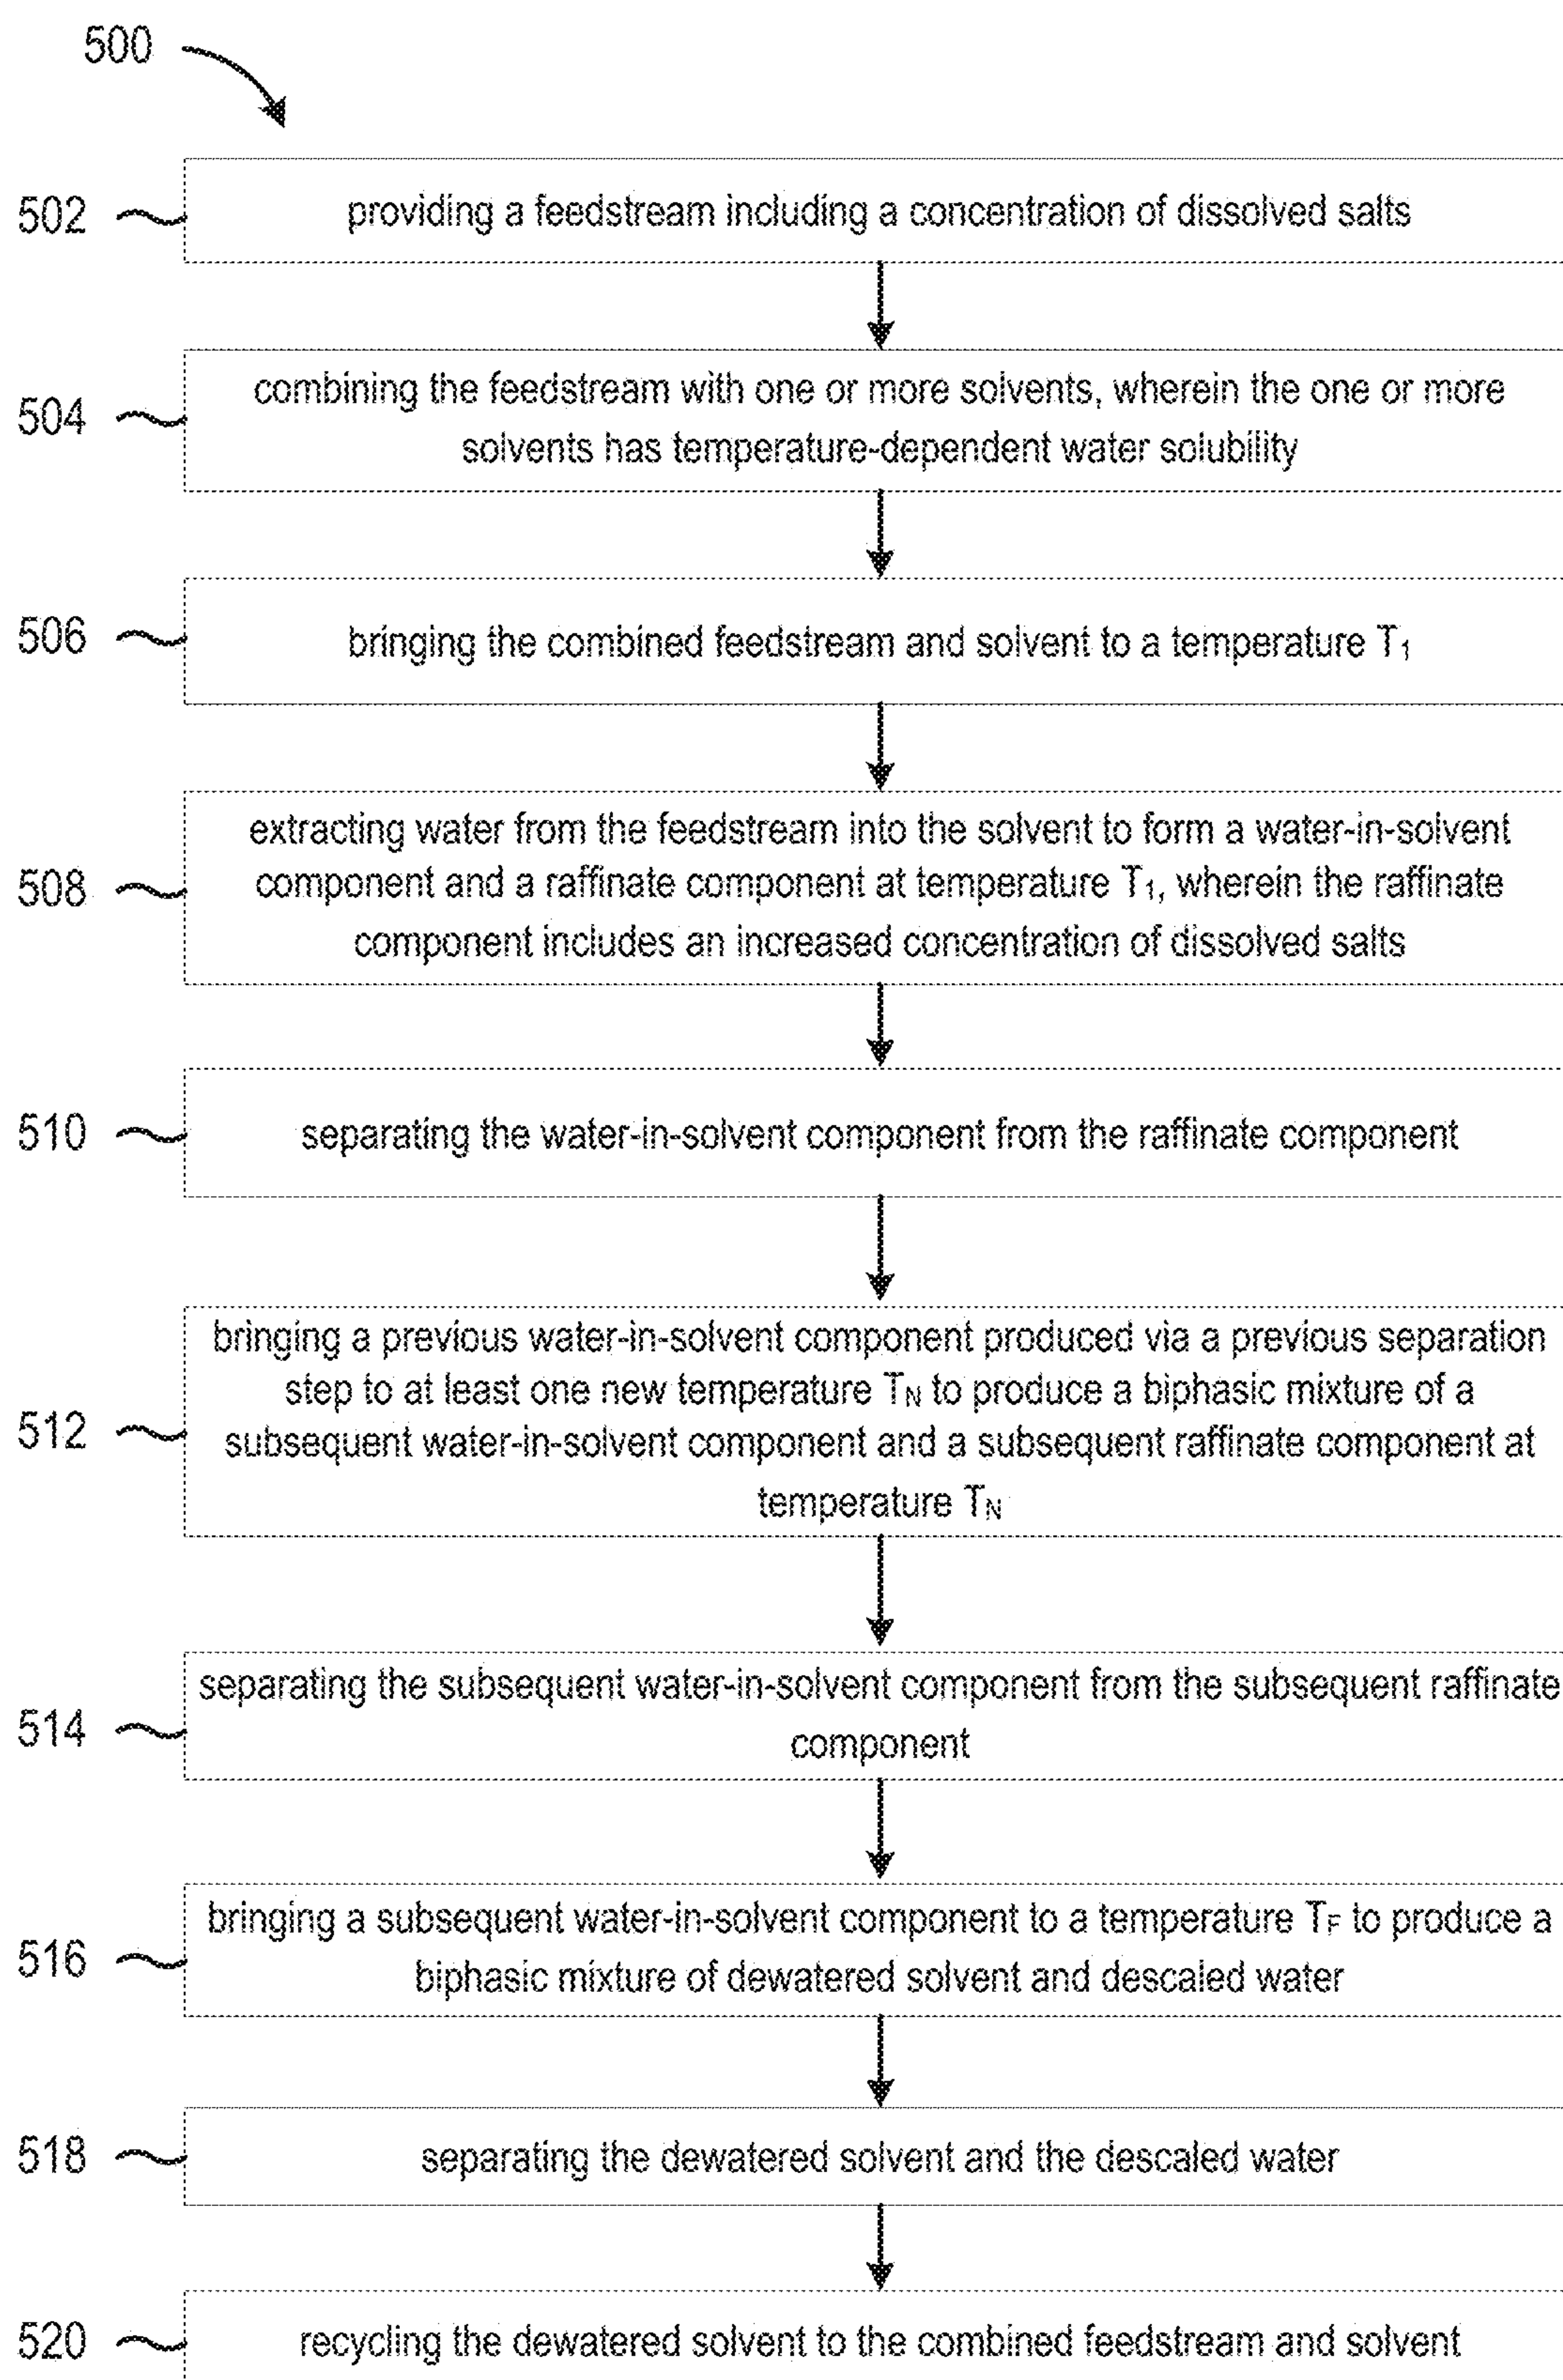 500
502
providing a feedstream including a concentration of dissolved salts
504
combining the feedstream with one or more solvents, wherein the one or more
solvents has temperature-dependent water solubility
506
bringing the combined feedstream and solvent to a temperature T₁
508
extracting water from the feedstream into the solvent to form a water-in-solvent
component and a raffinate component at temperature T₁, wherein the raffinate
component includes an increased concentration of dissolved salts
510
separating the water-in-solvent component from the raffinate component
512
bringing a previous water-in-solvent component produced via a previous separation
step to at least one new temperature Tₙ to produce a biphasic mixture of a
subsequent water-in-solvent component and a subsequent raffinate component at
temperature Tₙ
514
separating the subsequent water-in-solvent component from the subsequent raffinate
component
516
bringing a subsequent water-in-solvent component to a temperature T_F to produce a
biphasic mixture of dewatered solvent and descaled water
518
separating the dewatered solvent and the descaled water
520
recycling the dewatered solvent to the combined feedstream and solvent